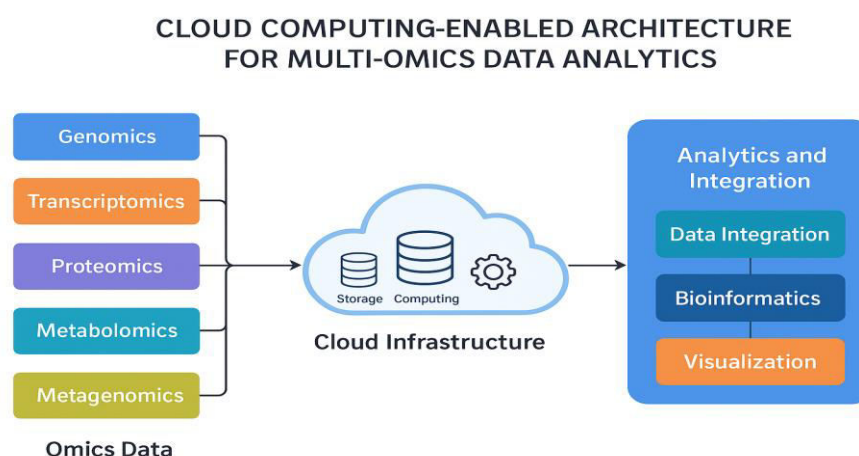 CLOUD COMPUTING-ENABLED ARCHITECTURE
FOR MULTI-OMICS DATA ANALYTICS
Genomics
Transcriptomics
Proteomics
Metabolomics
Metagenomics
Omics Data
Storage
Computing
Cloud Infrastructure
Analytics and
Integration
Data Integration
Bioinformatics
Visualization